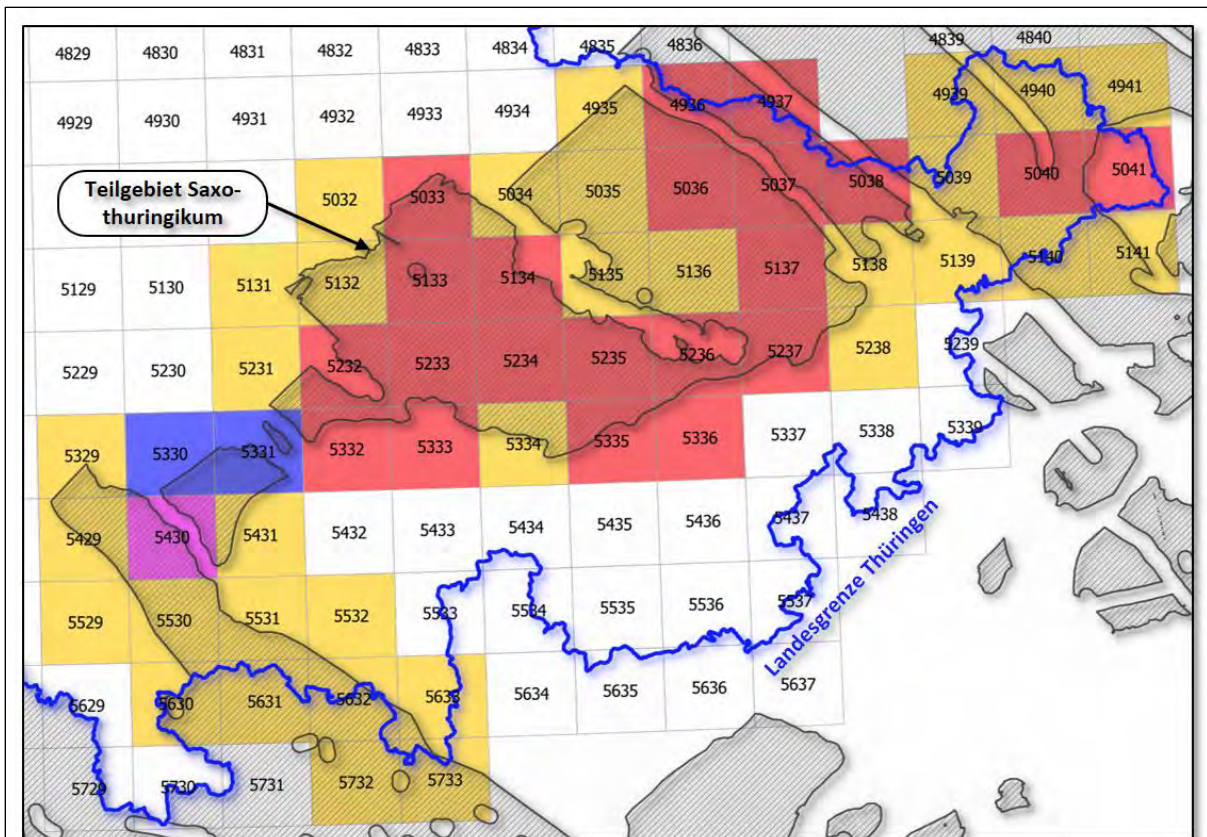 4829 4830 4831 4832 4833 4834 4835 4836 4839 4840
4929 4930 4931 4932 4933 4934 4935 4936 4937 4939 4940 4941
Teilgebiet Saxo-
thuringikum
5032 5033 5034 5035 5036 5037 5038 5039 5040 5041
5129 5130 5131 5132 5133 5134 5135 5136 5137 5138 5139 5140 5141
5229 5230 5231 5232 5233 5234 5235 5236 5237 5238 5239
5329 5330 5331 5332 5333 5334 5335 5336 5337 5338 5339
5429 5430 5431 5432 5433 5434 5435 5436 5437 5438
5529 5530 5531 5532 5533 5534 5535 5536 5537
Landesgrenze Thüringen
5629 5630 5631 5632 5633 5634 5635 5636 5637
5729 5730 5731 5732 5733